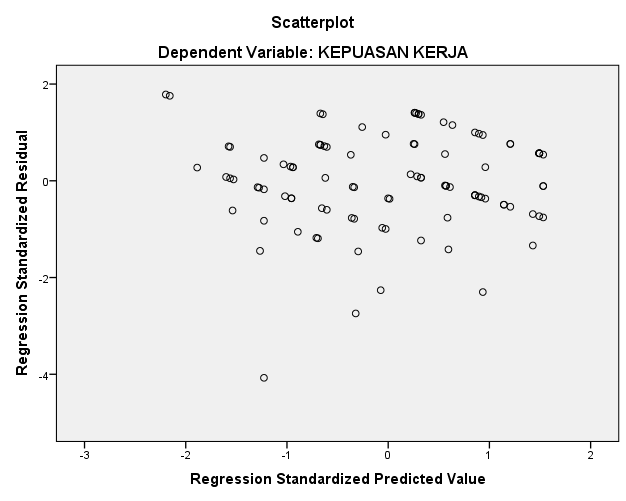 Scatterplot
Dependent Variable: KEPUASAN KERJA
Regression Standardized Residual
2
0
-2
-4
-3
-2
-1
0
1
2
Regression Standardized Predicted Value